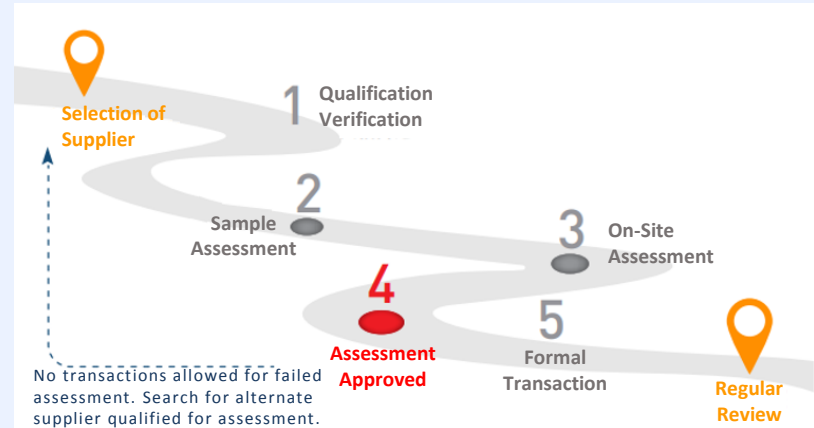 Selection of
Supplier
1
Qualification
Verification
2
Sample
Assessment
3
On-Site
Assessment
4
Assessment
Approved
5
Formal
Transaction
Regular
Review
No transactions allowed for failed
assessment. Search for alternate
supplier qualified for assessment.